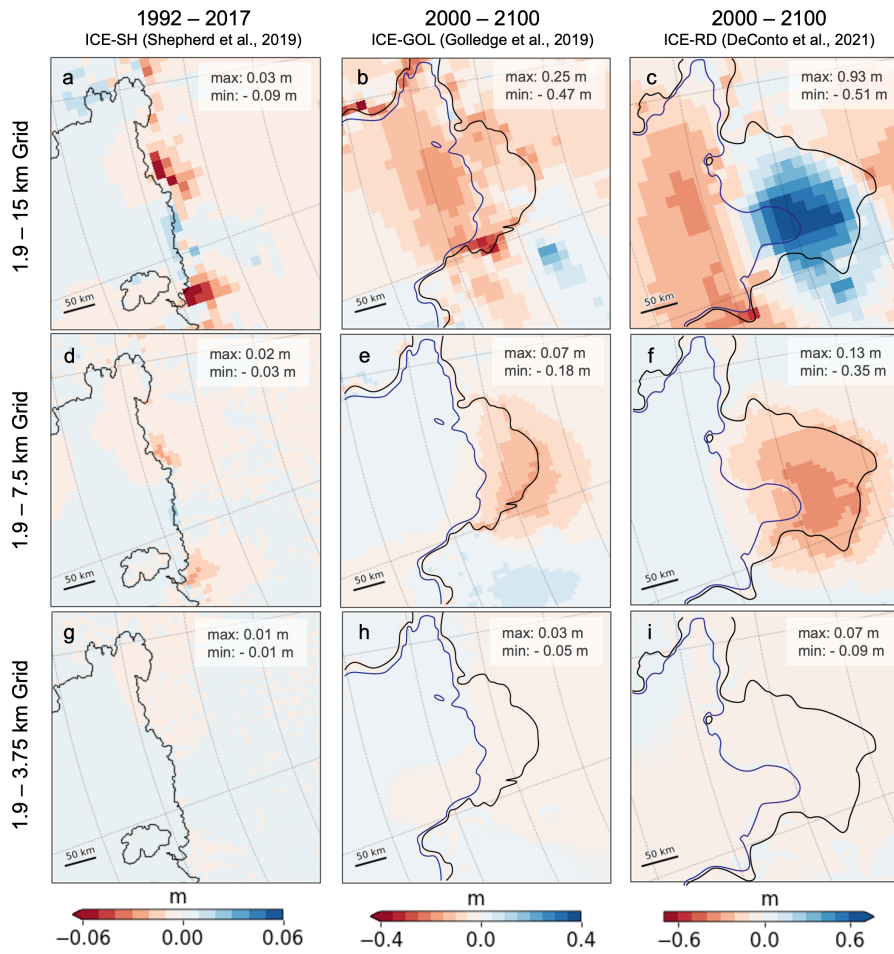 1992 – 2017
ICE-SH (Shepherd et al., 2019)
2000 – 2100
ICE-GOL (Golledge et al., 2019)
2000 – 2100
ICE-RD (DeConto et al., 2021)
1.9 – 15 km Grid
a
max: 0.03 m
min: - 0.09 m
50 km
b
max: 0.25 m
min: - 0.47 m
50 km
c
max: 0.93 m
min: - 0.51 m
50 km
1.9 – 7.5 km Grid
d
max: 0.02 m
min: - 0.03 m
50 km
e
max: 0.07 m
min: - 0.18 m
50 km
f
max: 0.13 m
min: - 0.35 m
50 km
1.9 – 3.75 km Grid
g
max: 0.01 m
min: - 0.01 m
50 km
h
max: 0.03 m
min: - 0.05 m
50 km
i
max: 0.07 m
min: - 0.09 m
50 km
m
−0.06 0.00 0.06
m
−0.4 0.0 0.4
m
−0.6 0.0 0.6